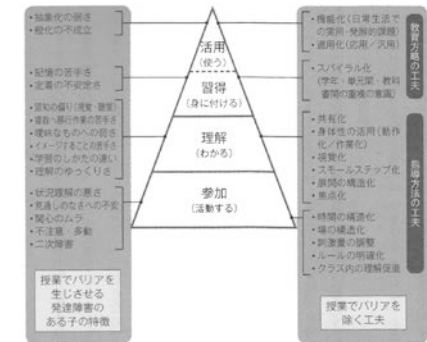 ・抽象化の弱さ
・般化の不成立
・記憶の苦手さ
・定着の不安定さ
・認知の偏り(視覚・聴覚)
・複数へ移行作業の苦手さ
・曖昧なものへの弱さ
・イメージすることの苦手さ
・学習のしかたの違い
・理解のゆっくりさ
・状況理解の悪さ
・見通しのなさへの不安
・関心のムラ
・不注意・多動
・二次障害
授業でバリアを
生じさせる
発達障害の
ある子の特徴
活用
(使う)
習得
(身に付ける)
理解
(わかる)
参加
(活動する)
・機能化(日常生活で
の実用・発展的課題)
・適用化(応用/汎用)
・スパイラル化
(学年・単元間・教科
書間の重複の意識)
・共有化
・身体性の活用(動作
化/作業化)
・視覚化
・スモールステップ化
・展開の構造化
・焦点化
・時間の構造化
・場の構造化
・刺激量の調整
・ルールの明確化
・クラス内の理解促進
授業でバリアを
除く工夫
教育方略の工夫
指導方法の工夫